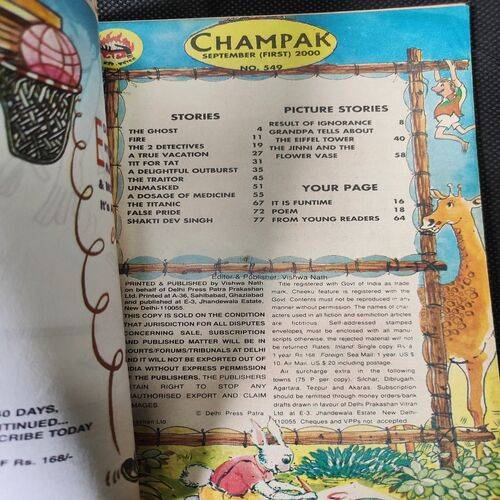 CHAMPAK
SEPTEMBER (FIRST) 2000
NO. 549
STORIES
THE GHOST 4
FIRE 11
THE 2 DETECTIVES 19
A TRUE VACATION 27
TIT FOR TAT 31
A DELIGHTFUL OUTBURST 35
THE TRAITOR 45
UNMASKED 51
A DOSAGE OF MEDICINE 55
THE TITANIC 67
FALSE PRIDE 72
SHAKTI DEV SINGH 77
PICTURE STORIES
RESULT OF IGNORANCE 8
GRANDPA TELLS ABOUT
THE EIFFEL TOWER 40
THE JINNI AND THE
FLOWER VASE 58
YOUR PAGE
IT IS FUNTIME 16
POEM 18
FROM YOUNG READERS 64
Editor & Publisher: Vishwa Nath
PRINTED & PUBLISHED by Vishwa Nath
on behalf of Delhi Press Patra Prakashan
Ltd. Printed at A-36, Sahibabad, Ghaziabad
and published at E-3, Jhandewala Estate,
New Delhi-110055.
THIS COPY IS SOLD ON THE CONDITION
THAT JURISDICTION FOR ALL DISPUTES
CONCERNING SALE, SUBSCRIPTION
AND PUBLISHED MATTER WILL BE IN
COURTS/FORUMS/TRIBUNALS AT DELHI
AND IT WILL NOT BE EXPORTED OUT OF
INDIA WITHOUT EXPRESS PERMISSION
OF THE PUBLISHERS. THE PUBLISHERS
TAIN RIGHT TO STOP ANY
AUTHORISED EXPORT AND CLAIM
MAGES
© Delhi Press Patra
kashan Ltd
Title registered with Govt of India as trade
mark. Cheeku feature is registered with the
Govt. Contents must not be reproduced in any
manner without permission. The names of char
acters used in all fiction and semifiction articles
are fictitious. Self-addressed stamped
envelopes must be enclosed with all manu
scripts otherwise, the rejected material will not
be returned. Rates: Inland: Single copy, Rs.
1 year Rs 168. Foreign Sea Mail: 1 year, US $
10. Air Mail, US $ 20 including postage.
Air surcharge extra in the following
towns (75 P per copy). Silchar, Dibrugarh,
Agartala, Imphal and Kathmandu. Subscription
should be remitted through money orders/bank
drafts drawn in favour of Delhi Prakashan Vitran
Ltd. at E-3, Jhandewala Estate New Delhi-
110055. Cheques and VPPs not accepted.
0 DAYS,
NTINUED...
CRIBE TODAY
F Rs. 168/-